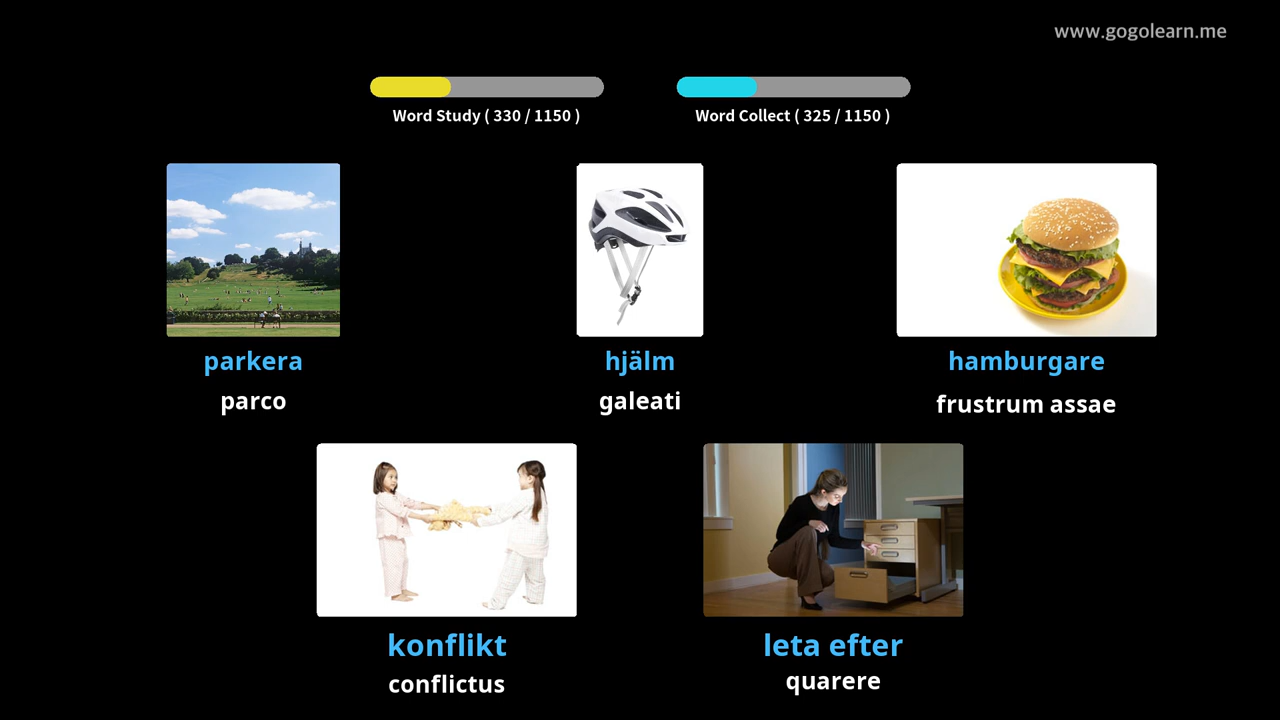 www.gogolearn.me
Word Study ( 330 / 1150 )
Word Collect ( 325 / 1150 )
parkera
hjälm
hamburgare
parco
galeati
frustrum assae
konflikt
leta efter
conflictus
quarere